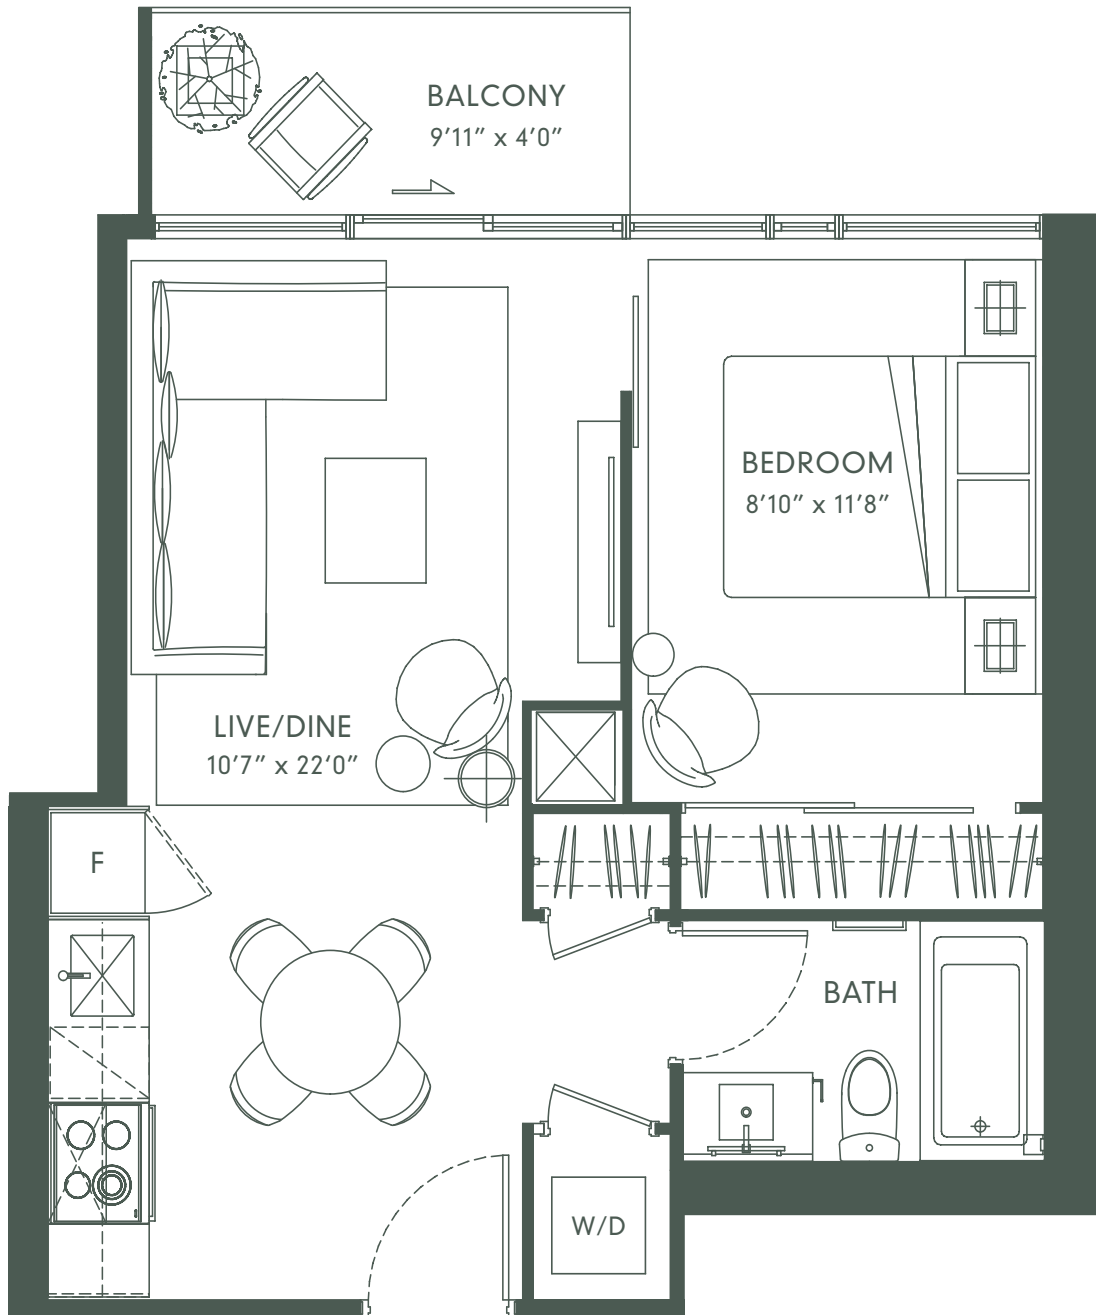 BALCONY
9’11” x 4’0”
BEDROOM
8’10” x 11’8”
LIVE/DINE
10’7” x 22‘0”
F
BATH
W/D